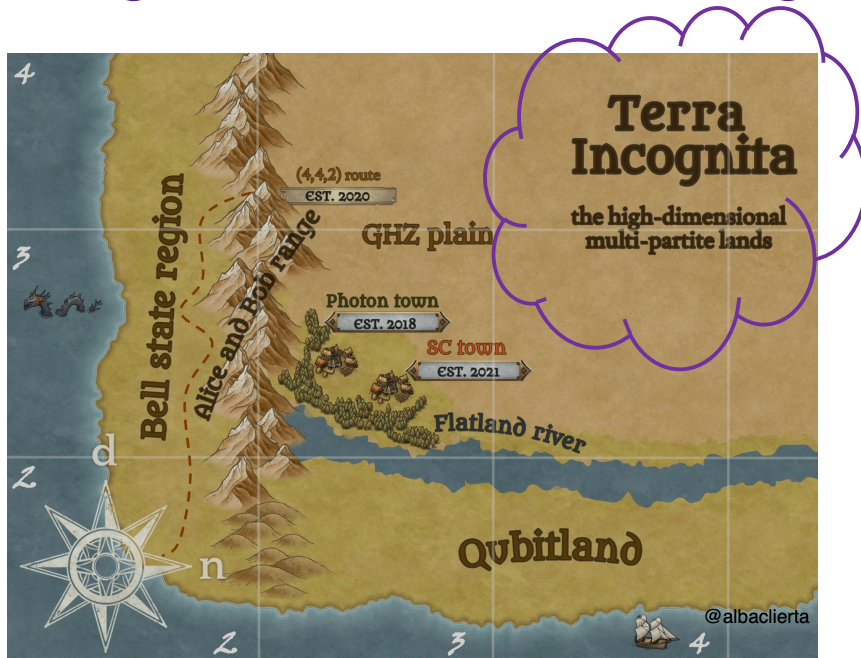 4
Terra
Incognita
the high-dimensional
multi-partite lands
(4,4,2) route
EST. 2020
GHZ plain
3
Bell state region
Alice and Bob range
Photon town
EST. 2018
SC town
EST. 2021
Flatland river
d
2
n
Qubitland
@albaclierta
2
3
4